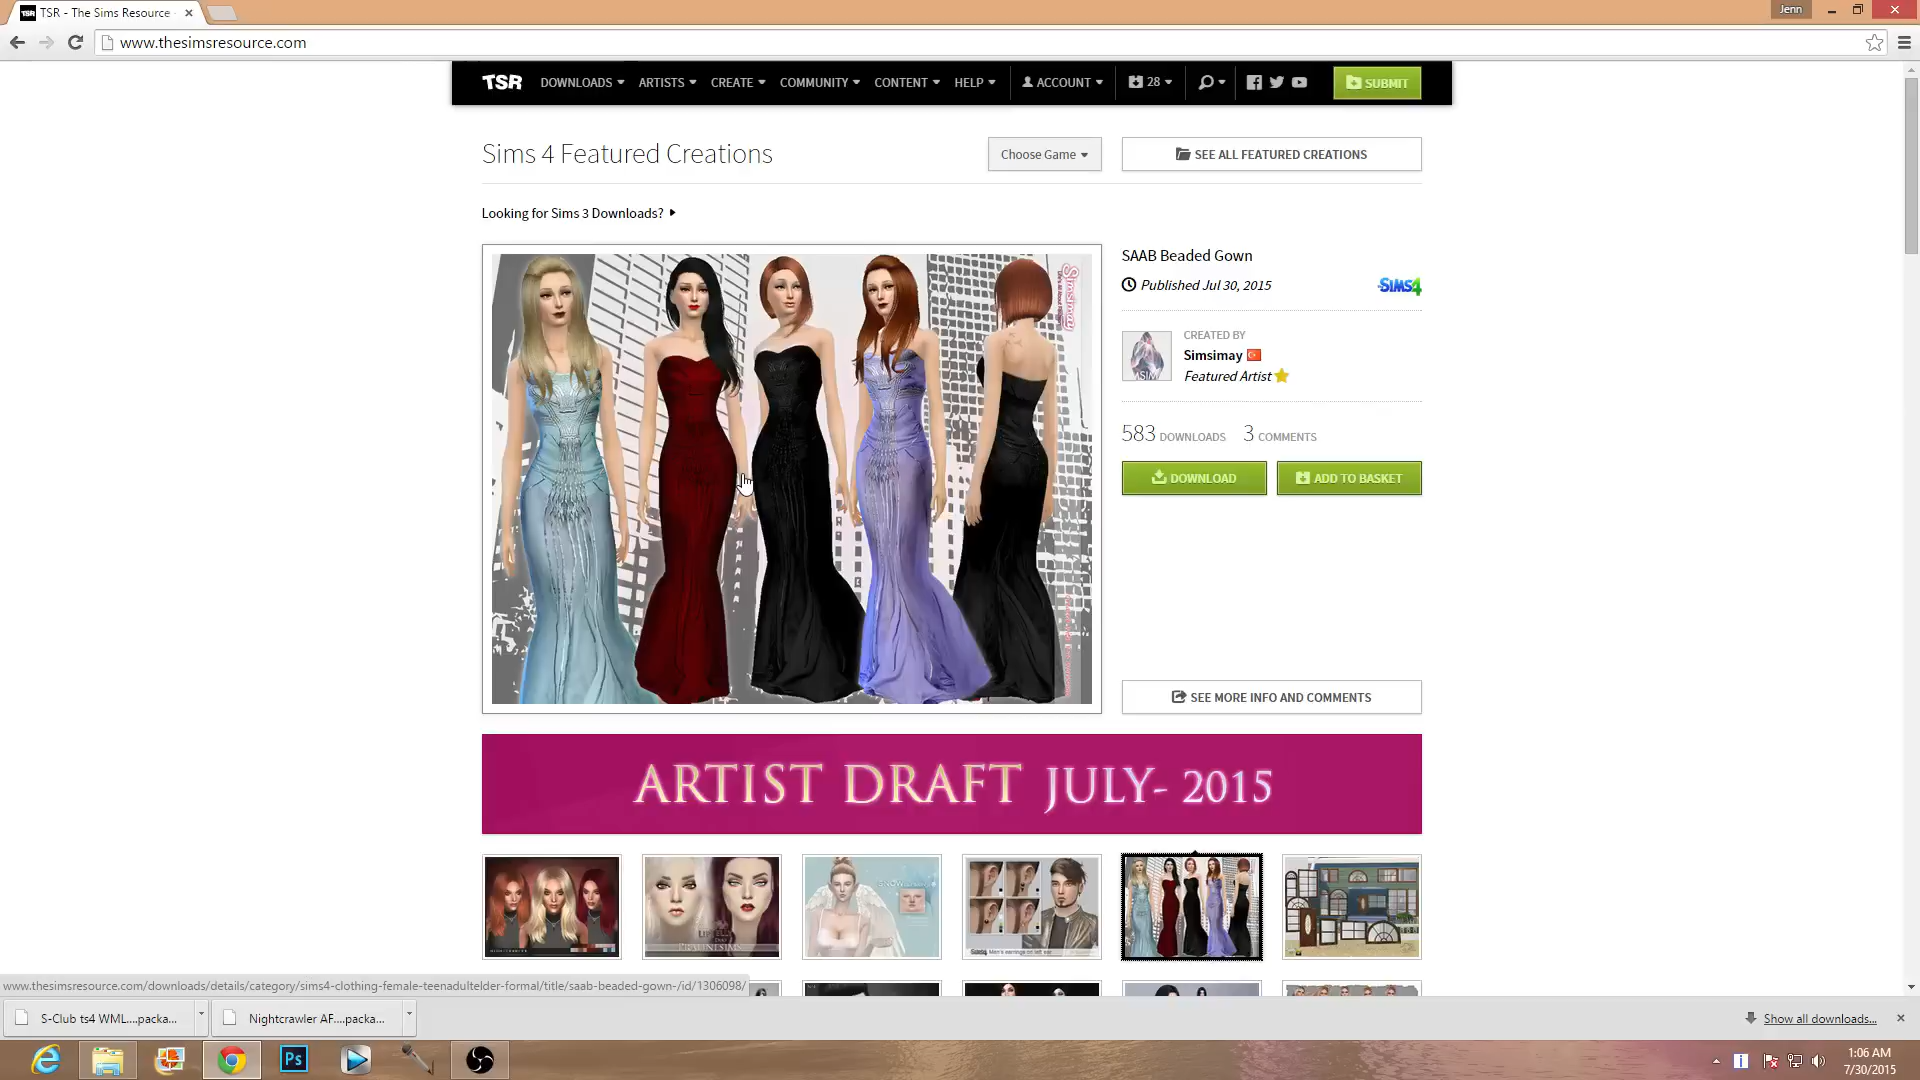 TSR - The Sims Resource
Jenn
www.thesimsresource.com
TSR DOWNLOADS ARTISTS CREATE COMMUNITY CONTENT HELP ACCOUNT 28 SUBMIT
Sims 4 Featured Creations
Choose Game
SEE ALL FEATURED CREATIONS
Looking for Sims 3 Downloads?
Simsimay
SAAB Beaded Gown
Published Jul 30, 2015
SIMS4
CREATED BY
Simsimay
Featured Artist
583 DOWNLOADS 3 COMMENTS
DOWNLOAD
ADD TO BASKET
SEE MORE INFO AND COMMENTS
ARTIST DRAFT JULY- 2015
www.thesimsresource.com/downloads/details/category/sims4-clothing-female-teenadultelder-formal/title/saab-beaded-gown-/id/1306098/
S-Club ts4 WML....packa...
Nightcrawler AF....packa...
Show all downloads...
Ps
1:06 AM
7/30/2015